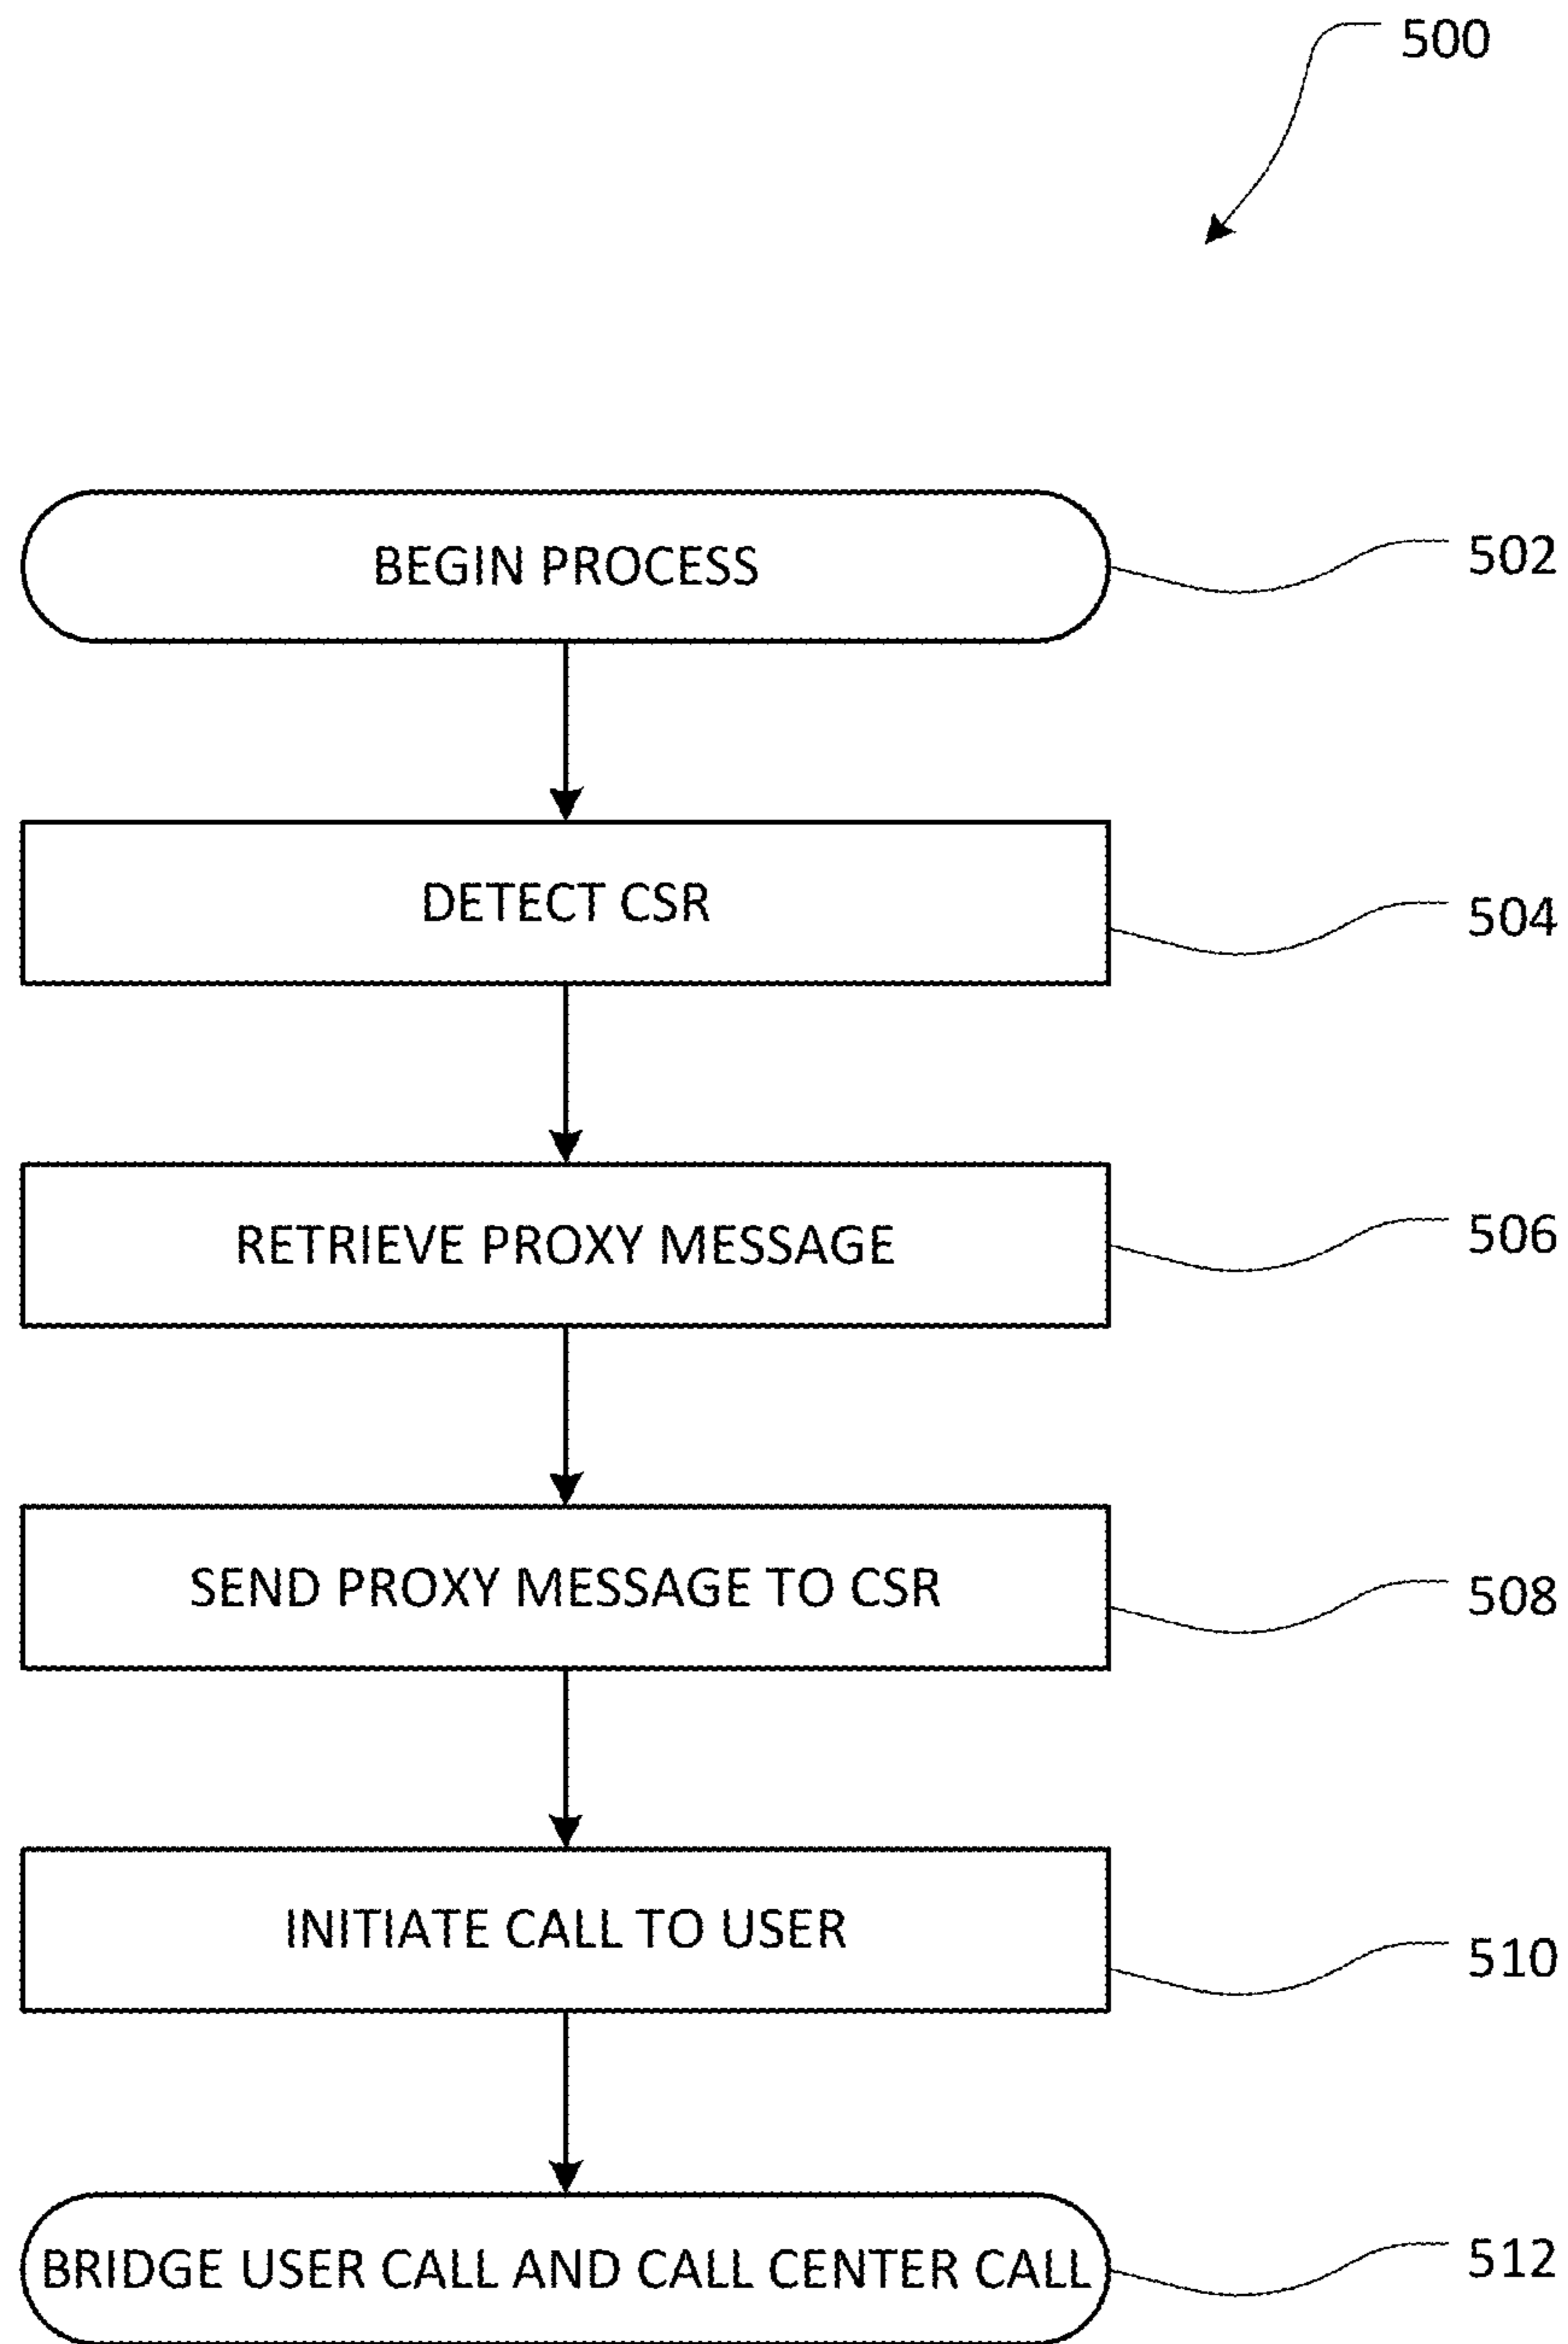 500
BEGIN PROCESS
502
DETECT CSR
504
RETRIEVE PROXY MESSAGE
506
SEND PROXY MESSAGE TO CSR
508
INITIATE CALL TO USER
510
BRIDGE USER CALL AND CALL CENTER CALL
512